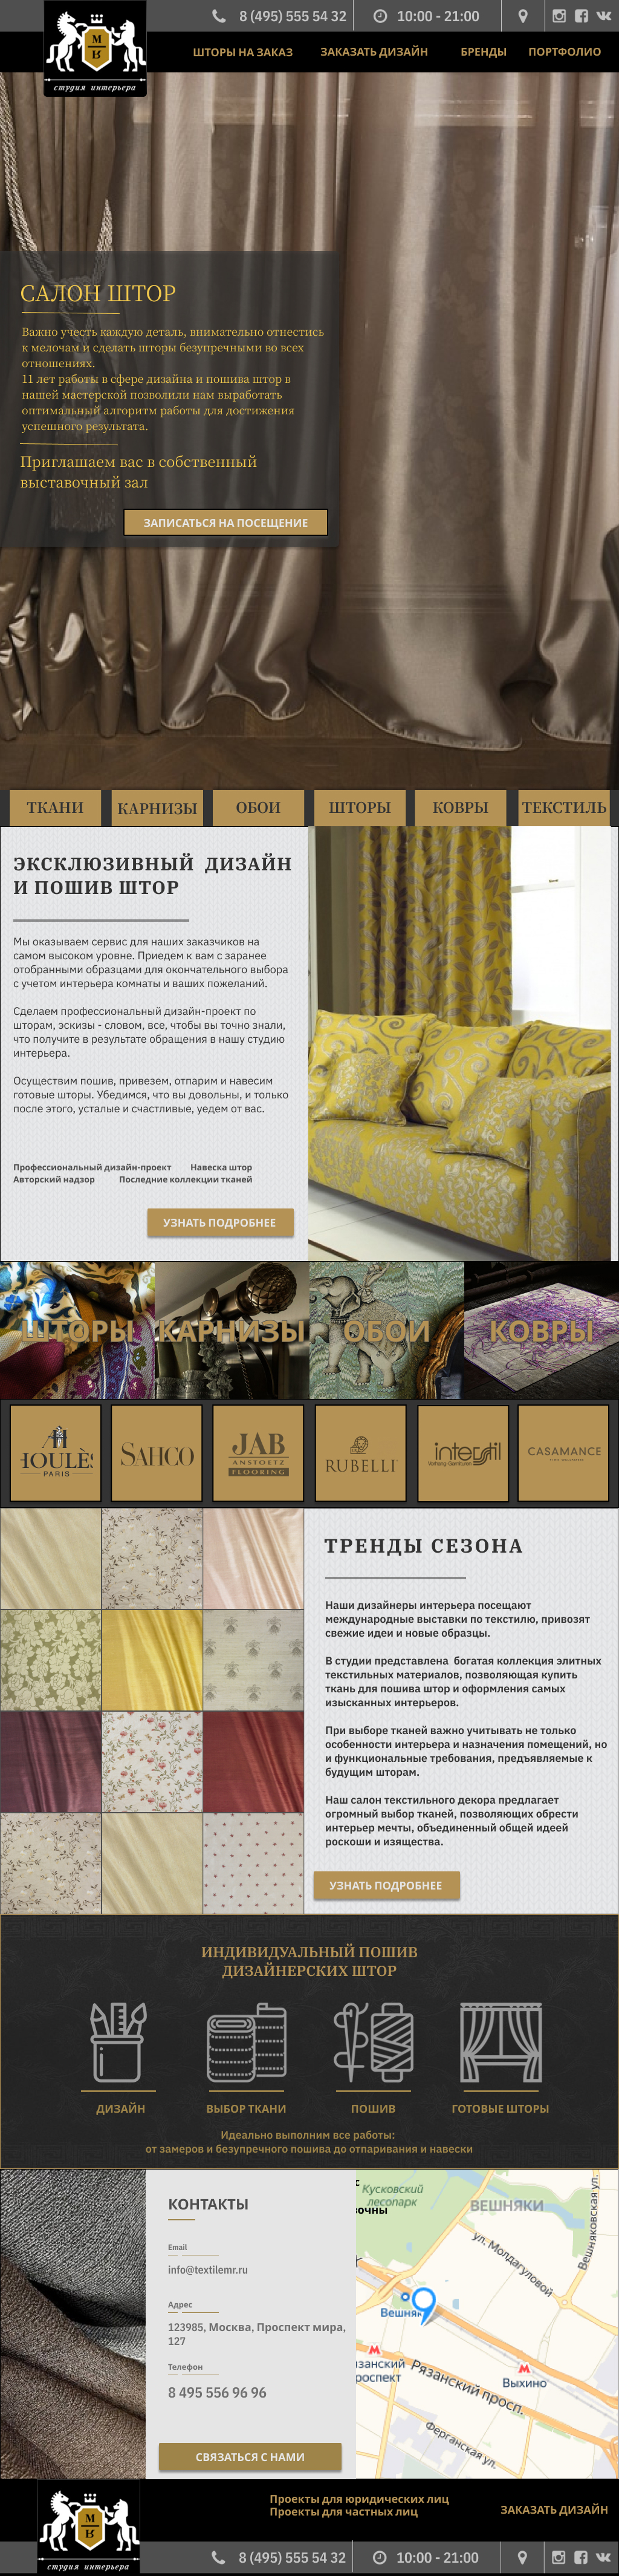 8 (495) 555 54 32
10:00 - 21:00
ШТОРЫ НА ЗАКАЗ
ЗАКАЗАТЬ ДИЗАЙН
БРЕНДЫ
ПОРТФОЛИО
студия интерьера
САЛОН ШТОР
Важно учесть каждую деталь, внимательно отнестись
к мелочам и сделать шторы безупречными во всех
отношениях.
11 лет работы в сфере дизайна и пошива штор в
нашей мастерской позволили нам выработать
оптимальный алгоритм работы для достижения
успешного результата.
Приглашаем вас в собственный
выставочный зал
ЗАПИСАТЬСЯ НА ПОСЕЩЕНИЕ
ТКАНИ
КАРНИЗЫ
ОБОИ
ШТОРЫ
КОВРЫ
ТЕКСТИЛЬ
ЭКСКЛЮЗИВНЫЙ ДИЗАЙН
И ПОШИВ ШТОР
Мы оказываем сервис для наших заказчиков на
самом высоком уровне. Приедем к вам с заранее
отобранными образцами для окончательного выбора
с учетом интерьера комнаты и ваших пожеланий.
Сделаем профессиональный дизайн-проект по
шторам, эскизы - словом, все, чтобы вы точно знали,
что получите в результате обращения в нашу студию
интерьера.
Осуществим пошив, привезем, отпарим и навесим
готовые шторы. Убедимся, что вы довольны, и только
после этого, усталые и счастливые, уедем от вас.
Профессиональный дизайн-проект Навеска штор
Авторский надзор Последние коллекции тканей
УЗНАТЬ ПОДРОБНЕЕ
ШТОРЫ
КАРНИЗЫ
ОБОИ
КОВРЫ
HOULÈS
PARIS
SAHCO
JAB
ANSTOETZ
FLOORING
RUBELLI
interstil
CASAMANCE
ТРЕНДЫ СЕЗОНА
Наши дизайнеры интерьера посещают
международные выставки по текстилю, привозят
свежие идеи и новые образцы.
В студии представлена богатая коллекция элитных
текстильных материалов, позволяющая купить
ткань для пошива штор и оформления самых
изысканных интерьеров.
При выборе тканей важно учитывать не только
особенности интерьера и назначения помещений, но
и функциональные требования, предъявляемые к
будущим шторам.
Наш салон текстильного декора предлагает
огромный выбор тканей, позволяющих обрести
интерьер мечты, объединенный общей идеей
роскоши и изящества.
УЗНАТЬ ПОДРОБНЕЕ
ИНДИВИДУАЛЬНЫЙ ПОШИВ
ДИЗАЙНЕРСКИХ ШТОР
ДИЗАЙН
ВЫБОР ТКАНИ
ПОШИВ
ГОТОВЫЕ ШТОРЫ
Идеально выполним все работы:
от замеров и безупречного пошива до отпаривания и навески
КОНТАКТЫ
Email
info@textilemr.ru
Адрес
123985, Москва, Проспект мира,
127
Телефон
8 495 556 96 96
СВЯЗАТЬСЯ С НАМИ
Кусковский
лесопарк
ВЕШНЯКИ
Вешняковская ул.
ул. Молдагуловой
Вешняк
язанский
роспект
Рязанский просп.
Выхино
Ферганская ул.
Проекты для юридических лиц
Проекты для частных лиц
ЗАКАЗАТЬ ДИЗАЙН
студия интерьера
8 (495) 555 54 32
10:00 - 21:00